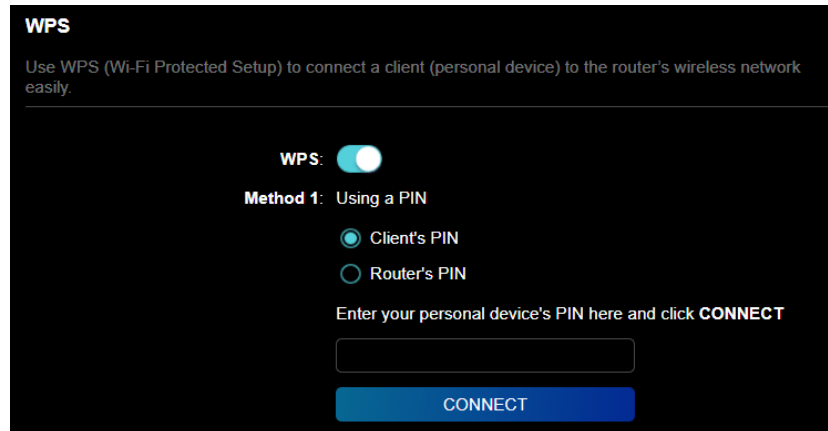 WPS
Use WPS (Wi-Fi Protected Setup) to connect a client (personal device) to the router's wireless network
easily.
WPS:
Method 1: Using a PIN
Client's PIN
Router's PIN
Enter your personal device's PIN here and click CONNECT
CONNECT